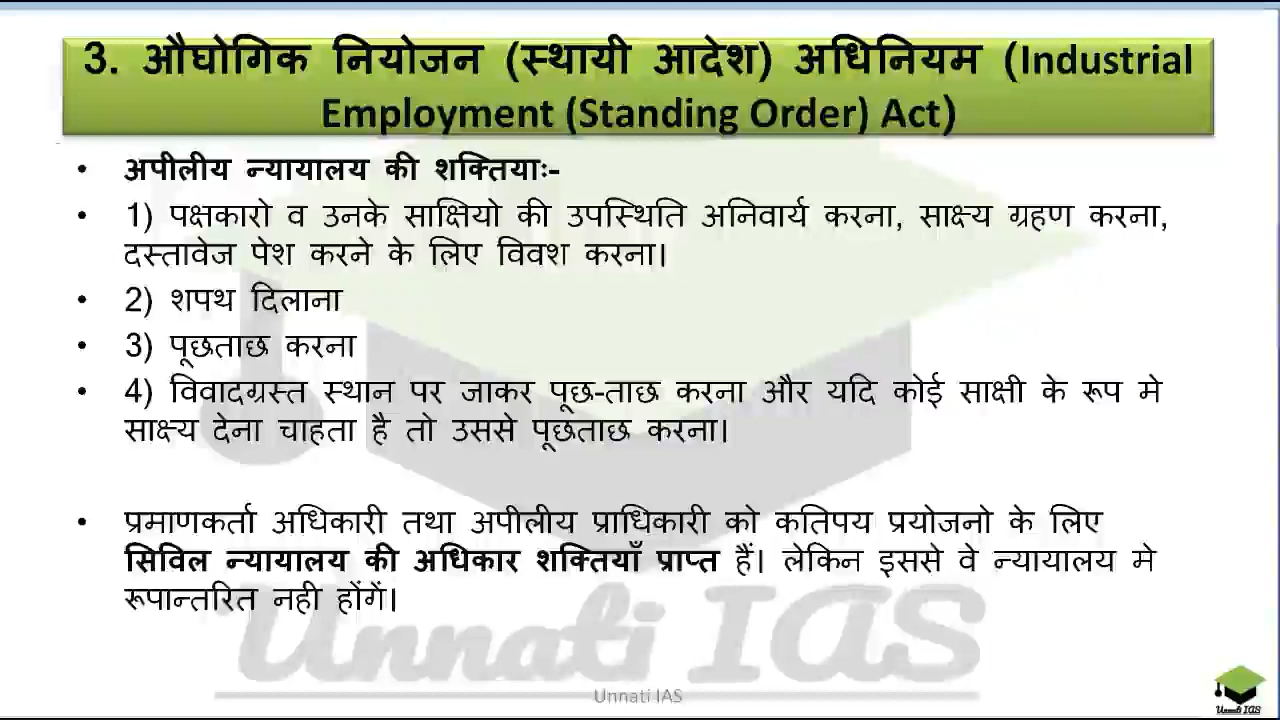 3. औघोगिक नियोजन (स्थायी आदेश) अधिनियम (Industrial
Employment (Standing Order) Act)
• अपीलीय न्यायालय की शक्तियाः-
• 1) पक्षकारो व उनके साक्षियो की उपस्थिति अनिवार्य करना, साक्ष्य ग्रहण करना,
दस्तावेज पेश करने के लिए विवश करना।
• 2) शपथ दिलाना
• 3) पूछताछ करना
• 4) विवादग्रस्त स्थान पर जाकर पूछ-ताछ करना और यदि कोई साक्षी के रूप मे
साक्ष्य देना चाहता है तो उससे पूछताछ करना।
• प्रमाणकर्ता अधिकारी तथा अपीलीय प्राधिकारी को कतिपय प्रयोजनो के लिए
सिविल न्यायालय की अधिकार शक्तियाँ प्राप्त हैं। लेकिन इससे वे न्यायालय मे
रूपान्तरित नही होंगें।
Unnati IAS
Unnati IAS
Unnati IAS